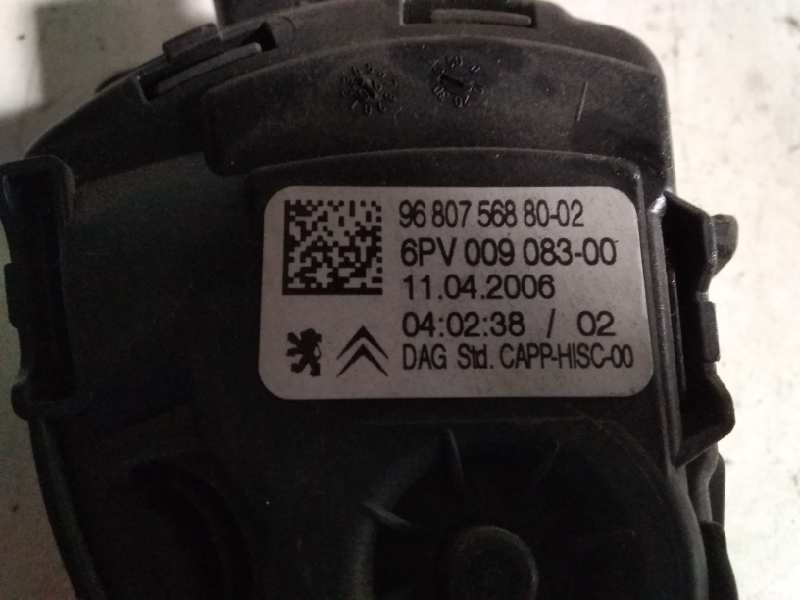 96 807 568 80-02
6PV 009 083-00
11.04.2006
04:02:38 / 02
DAG Std. CAPP-HISC-00